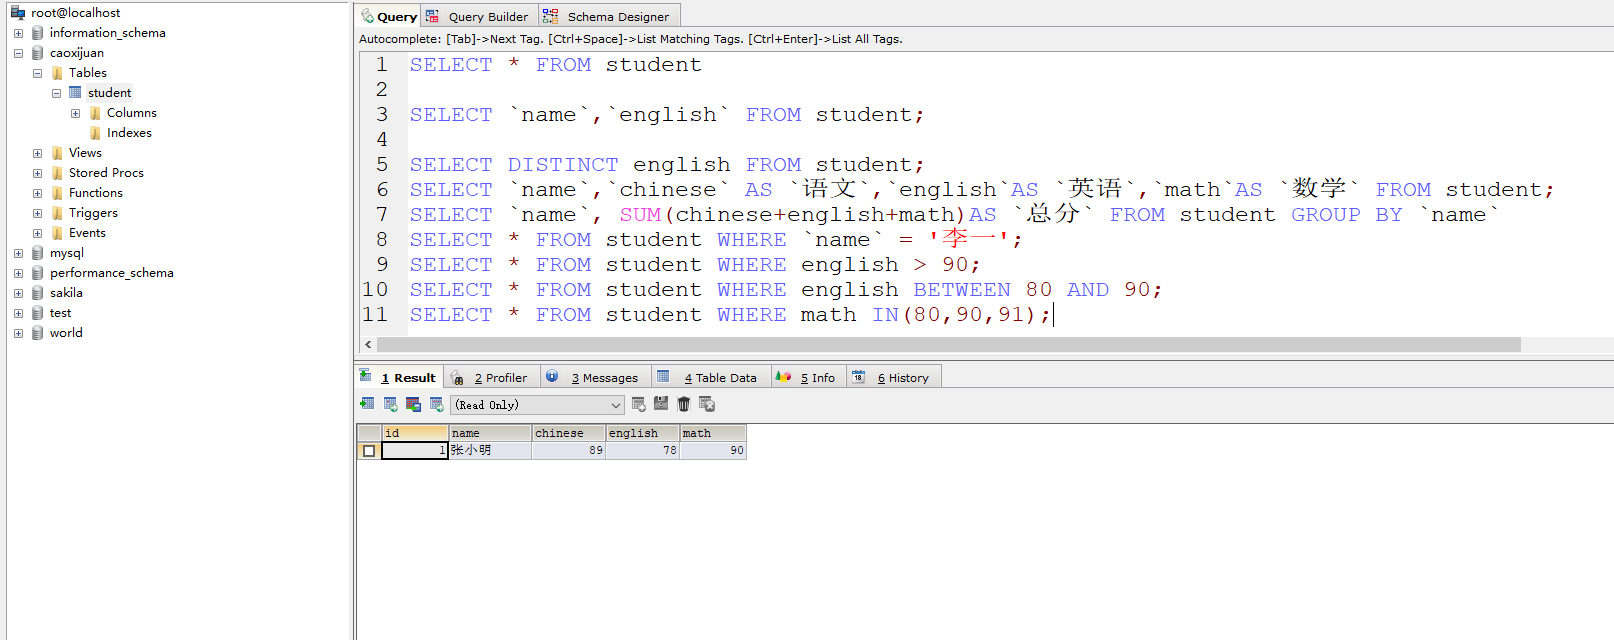 root@localhost
information_schema
caoxijuan
Tables
student
Columns
Indexes
Views
Stored Procs
Functions
Triggers
Events
mysql
performance_schema
sakila
test
world
Query Query Builder Schema Designer
Autocomplete: [Tab]->Next Tag. [Ctrl+Space]->List Matching Tags. [Ctrl+Enter]->List All Tags.
1 SELECT * FROM student
2
3 SELECT `name`,`english` FROM student;
4
5 SELECT DISTINCT english FROM student;
6 SELECT `name`,`chinese` AS `语文`,`english`AS `英语`,`math`AS `数学` FROM student;
7 SELECT `name`, SUM(chinese+english+math)AS `总分` FROM student GROUP BY `name`
8 SELECT * FROM student WHERE `name` = '李一';
9 SELECT * FROM student WHERE english > 90;
10 SELECT * FROM student WHERE english BETWEEN 80 AND 90;
11 SELECT * FROM student WHERE math IN(80,90,91);
1 Result 2 Profiler 3 Messages 4 Table Data 5 Info 18 6 History
(Read Only)
id name chinese english math
1 张小明 89 78 90